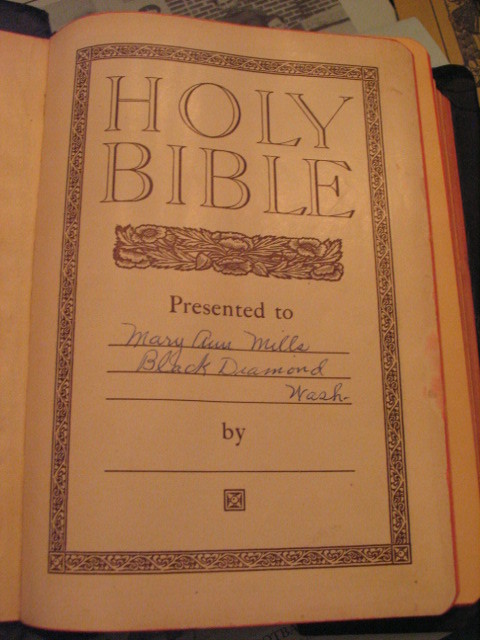 HOLY
BIBLE
Presented to
Mary Ann Mills
Black Diamond
Wash.
by